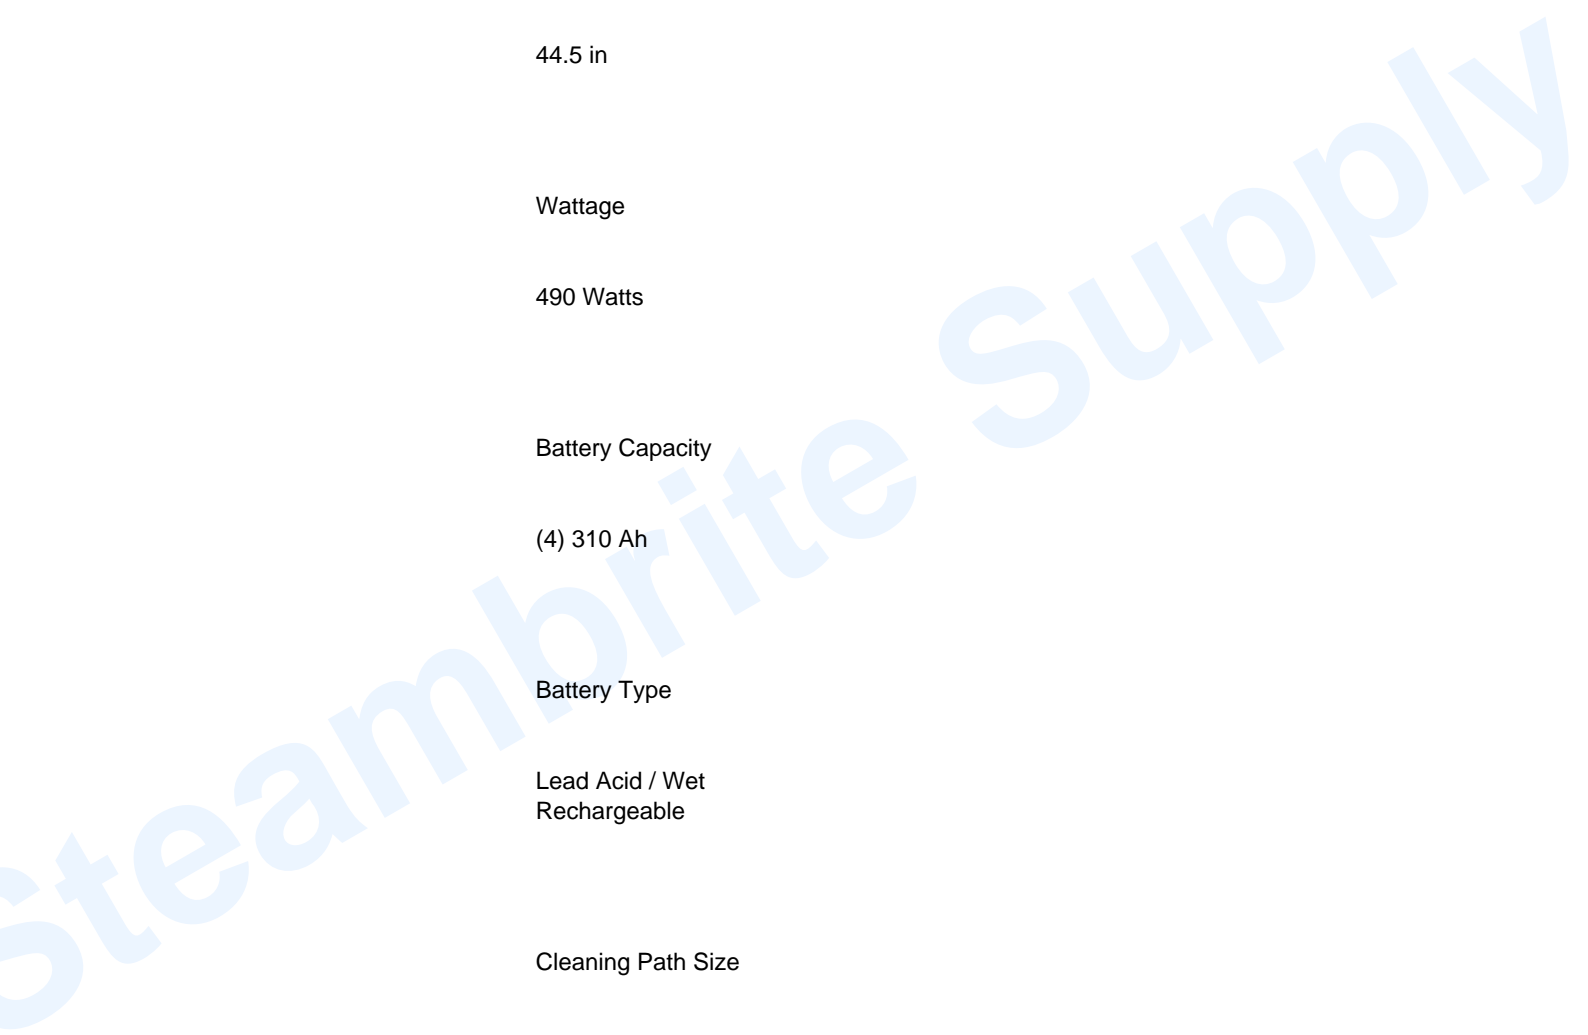 44.5 in
Wattage
490 Watts
Battery Capacity
(4) 310 Ah
Battery Type
Lead Acid / Wet
Rechargeable
Cleaning Path Size
Steambrite Supply